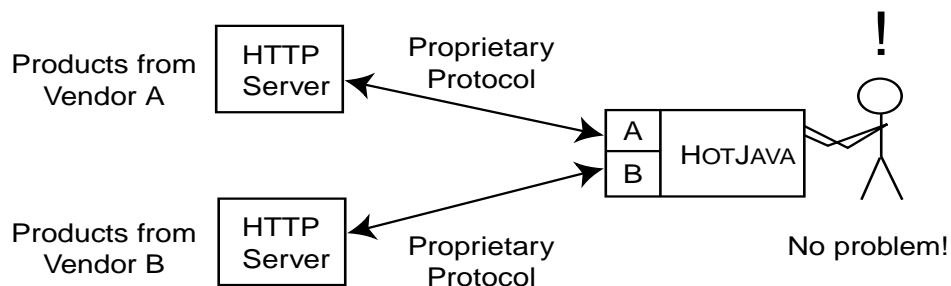 Products from
Vendor A
HTTP
Server
Proprietary
Protocol
!
A
B
HOTJAVA
Products from
Vendor B
HTTP
Server
Proprietary
Protocol
No problem!